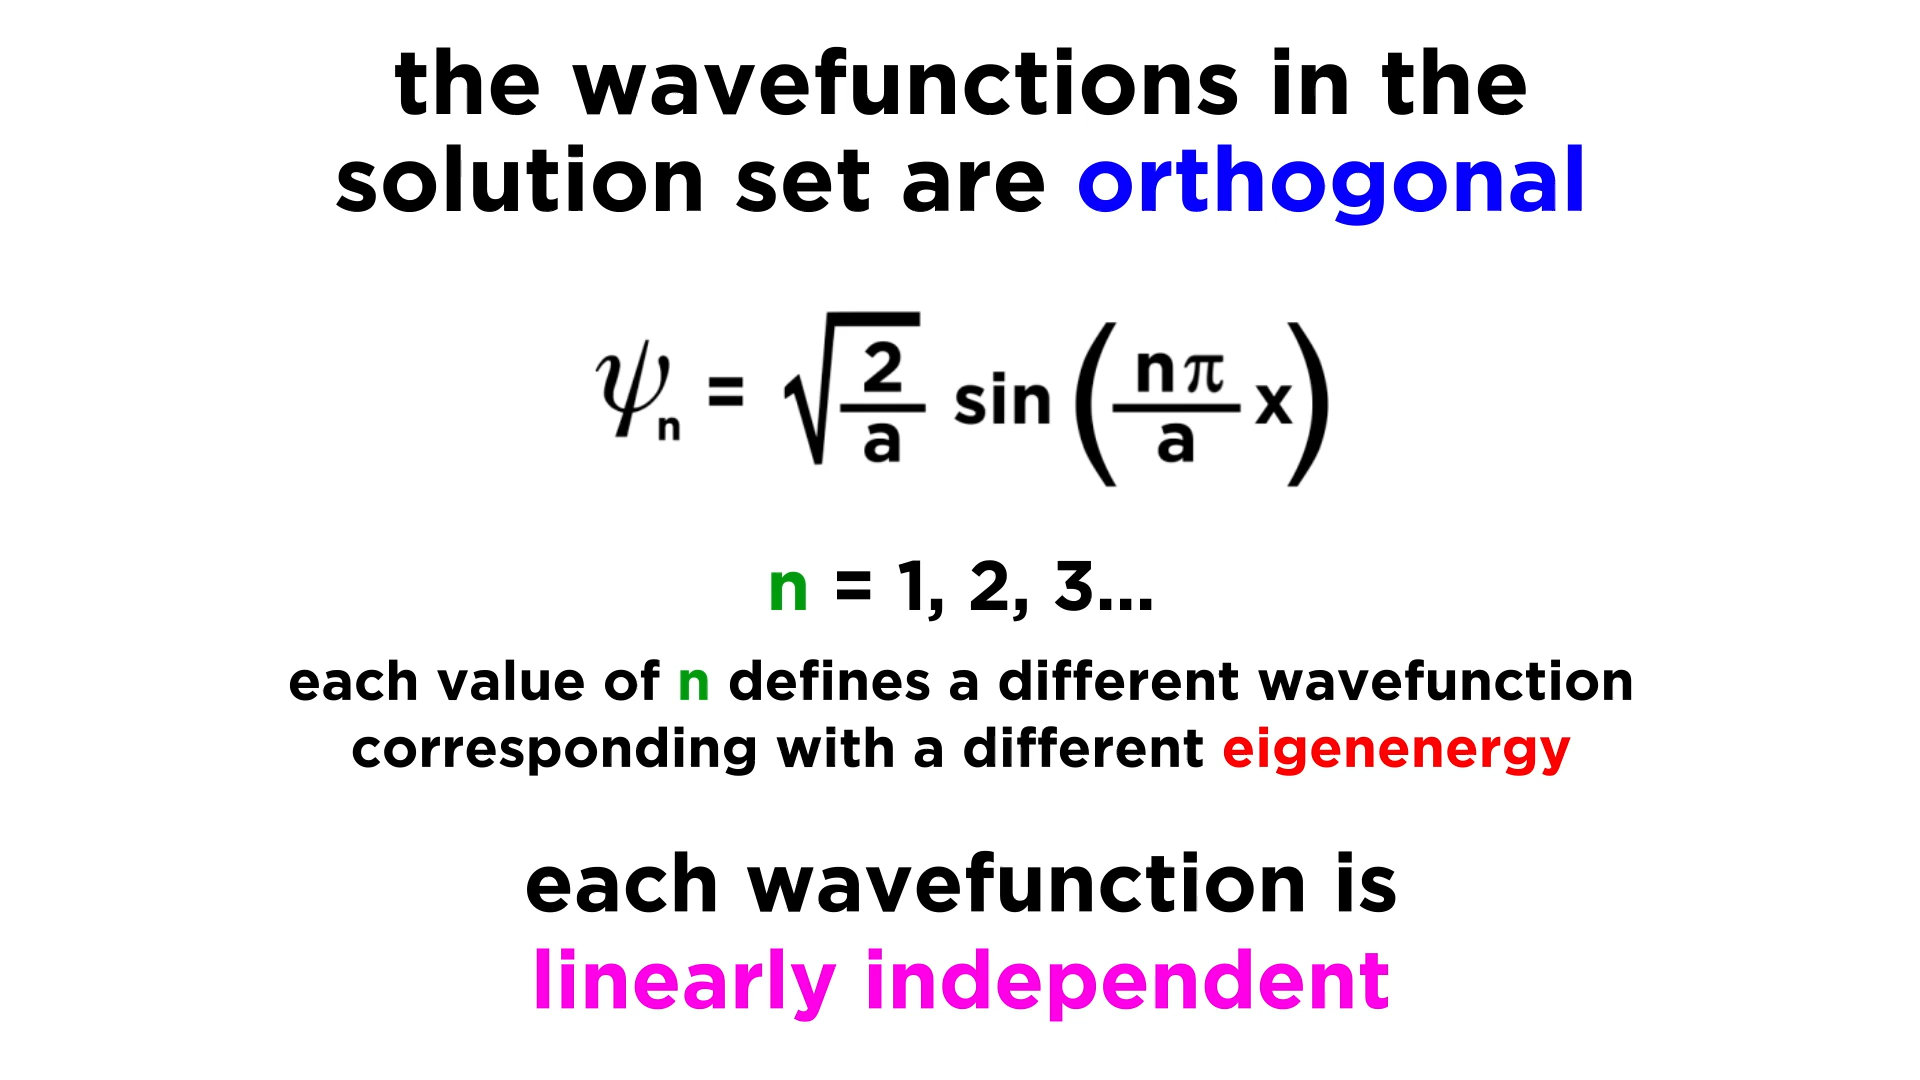 the wavefunctions in the
solution set are orthogonal
ψₙ = √(2/a) sin (nπ/a x)
n = 1, 2, 3...
each value of n defines a different wavefunction
corresponding with a different eigenenergy
each wavefunction is
linearly independent